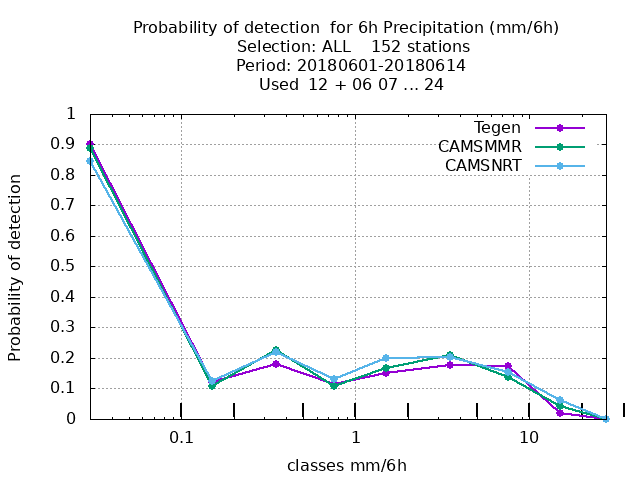 Probability of detection  for 6h Precipitation (mm/6h)
Selection: ALL    152 stations
Period: 20180601-20180614
Used  12 + 06 07 ... 24
Tegen
CAMSMMR
CAMSNRT
1
0.9
0.8
0.7
0.6
0.5
0.4
0.3
0.2
0.1
0
Probability of detection
0.1 1 10
classes mm/6h